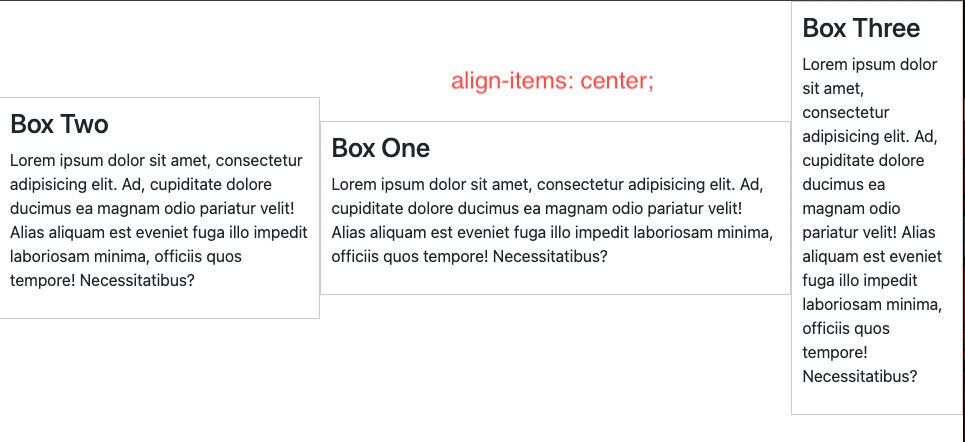 align-items: center;
Box Two
Lorem ipsum dolor sit amet, consectetur
adipisicing elit. Ad, cupiditate dolore
ducimus ea magnam odio pariatur velit!
Alias aliquam est eveniet fuga illo impedit
laboriosam minima, officiis quos
tempore! Necessitatibus?
Box One
Lorem ipsum dolor sit amet, consectetur adipisicing elit. Ad,
cupiditate dolore ducimus ea magnam odio pariatur velit!
Alias aliquam est eveniet fuga illo impedit laboriosam minima,
officiis quos tempore! Necessitatibus?
Box Three
Lorem ipsum dolor
sit amet,
consectetur
adipisicing elit. Ad,
cupiditate dolore
ducimus ea
magnam odio
pariatur velit! Alias
aliquam est eveniet
fuga illo impedit
laboriosam minima,
officiis quos
tempore!
Necessitatibus?